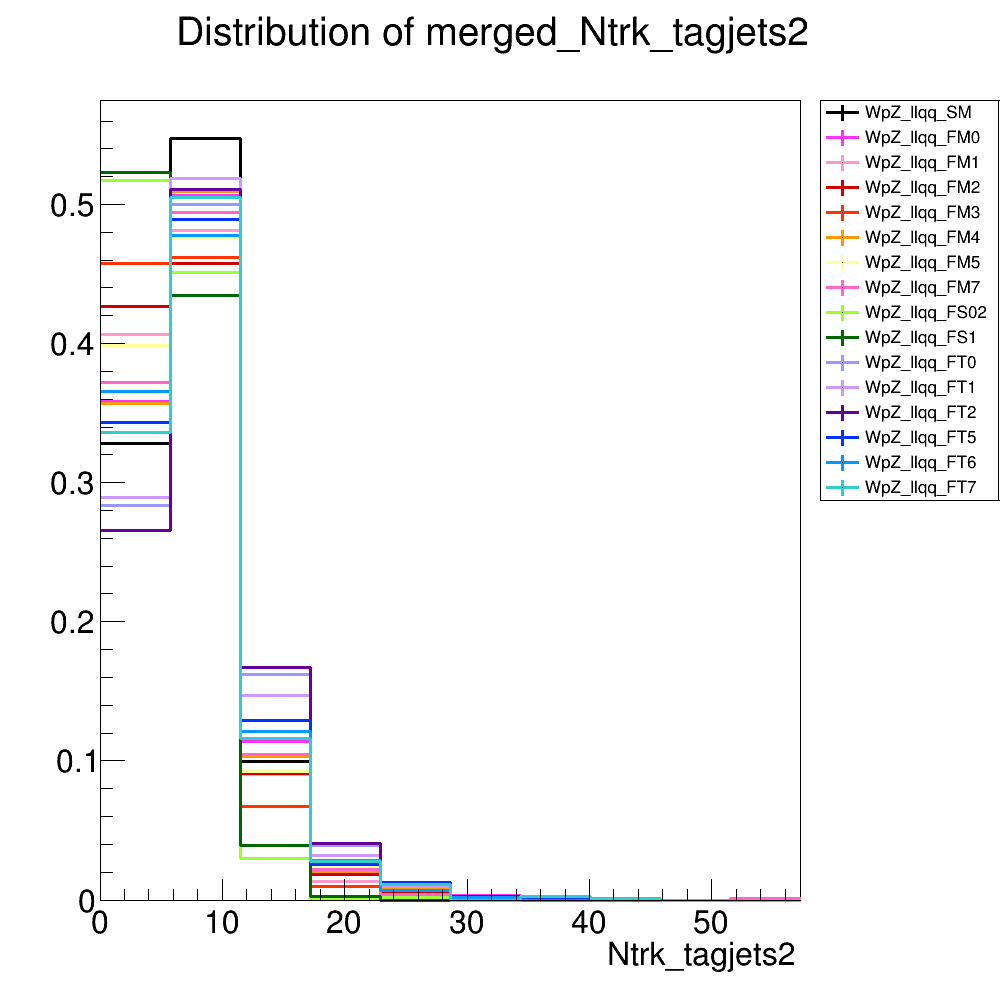 Distribution of merged_Ntrk_tagjets2
WpZ_llqq_SM
WpZ_llqq_FM0
WpZ_llqq_FM1
WpZ_llqq_FM2
WpZ_llqq_FM3
WpZ_llqq_FM4
WpZ_llqq_FM5
WpZ_llqq_FM7
WpZ_llqq_FS02
WpZ_llqq_FS1
WpZ_llqq_FT0
WpZ_llqq_FT1
WpZ_llqq_FT2
WpZ_llqq_FT5
WpZ_llqq_FT6
WpZ_llqq_FT7
0.5
0.4
0.3
0.2
0.1
0
0 10 20 30 40 50
Ntrk_tagjets2